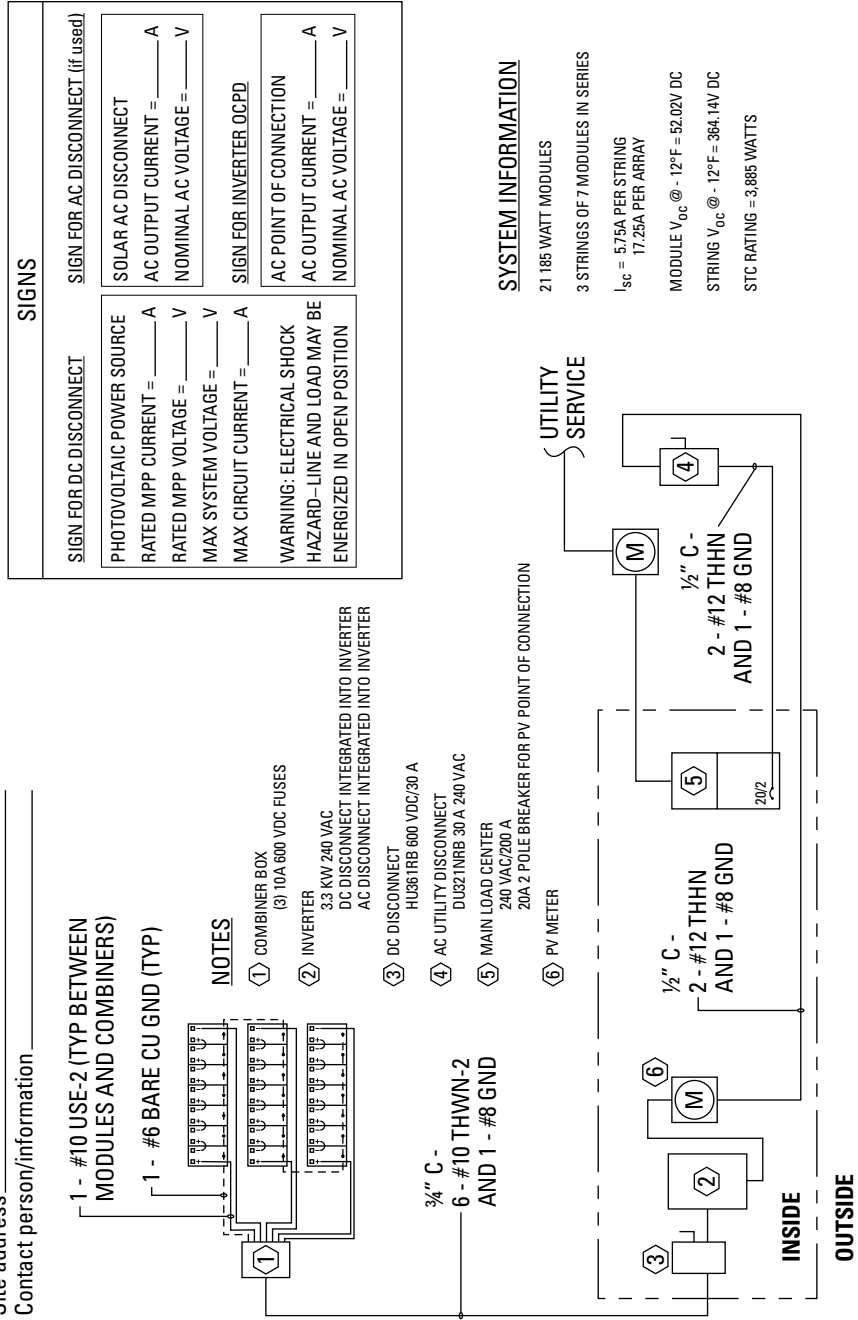 Contact person/information
1 - #10 USE-2 (TYP BETWEEN
MODULES AND COMBINERS)
1 - #6 BARE CU GND (TYP)
1
3/4" C -
6 - #10 THWN-2
AND 1 - #8 GND
3
2
6
M
INSIDE
OUTSIDE
½" C -
2 - #12 THHN
AND 1 - #8 GND
5
20/2
M
UTILITY
SERVICE
4
½" C -
2 - #12 THHN
AND 1 - #8 GND
NOTES
1 COMBINER BOX
(3) 10A 600 VDC FUSES
2 INVERTER
3.3 KW 240 VAC
DC DISCONNECT INTEGRATED INTO INVERTER
AC DISCONNECT INTEGRATED INTO INVERTER
3 DC DISCONNECT
HU361RB 600 VDC/30 A
4 AC UTILITY DISCONNECT
DU321NRB 30 A 240 VAC
5 MAIN LOAD CENTER
240 VAC/200 A
20A 2 POLE BREAKER FOR PV POINT OF CONNECTION
6 PV METER
SIGNS
SIGN FOR DC DISCONNECT
PHOTOVOLTAIC POWER SOURCE
RATED MPP CURRENT = _____ A
RATED MPP VOLTAGE = _____ V
MAX SYSTEM VOLTAGE = _____ V
MAX CIRCUIT CURRENT = _____ A
WARNING: ELECTRICAL SHOCK
HAZARD–LINE AND LOAD MAY BE
ENERGIZED IN OPEN POSITION
SIGN FOR AC DISCONNECT (if used)
SOLAR AC DISCONNECT
AC OUTPUT CURRENT = _____ A
NOMINAL AC VOLTAGE = _____ V
SIGN FOR INVERTER OCPD
AC POINT OF CONNECTION
AC OUTPUT CURRENT = _____ A
NOMINAL AC VOLTAGE = _____ V
SYSTEM INFORMATION
21 185 WATT MODULES
3 STRINGS OF 7 MODULES IN SERIES
Isc = 5.75A PER STRING
17.25A PER ARRAY
MODULE Voc @ - 12°F = 52.02V DC
STRING Voc @ - 12°F = 364.14V DC
STC RATING = 3,885 WATTS